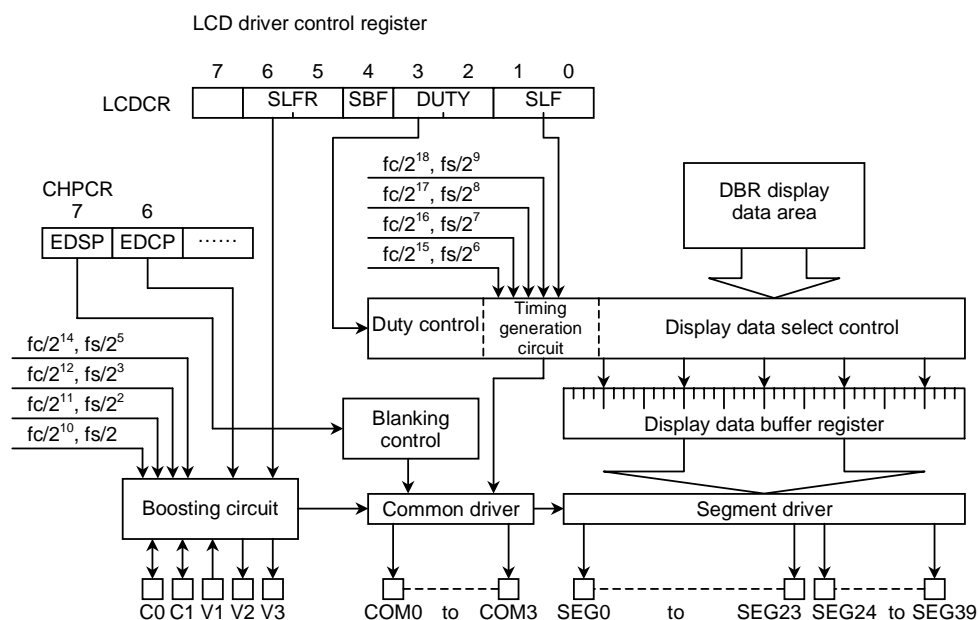 LCD driver control register
7 6 5 4 3 2 1 0
LCDCR SLFR SBF DUTY SLF
fc/2^18, fs/2^9
fc/2^17, fs/2^8
fc/2^16, fs/2^7
fc/2^15, fs/2^6
CHPCR
7 6
EDSP EDCP ······
DBR display
data area
Duty control
Timing
generation
circuit
Display data select control
fc/2^14, fs/2^5
fc/2^12, fs/2^3
fc/2^11, fs/2^2
fc/2^10, fs/2
Blanking
control
Display data buffer register
Boosting circuit
Common driver
Segment driver
C0 C1 V1 V2 V3
COM0 to COM3
SEG0 to SEG23
SEG24 to SEG39